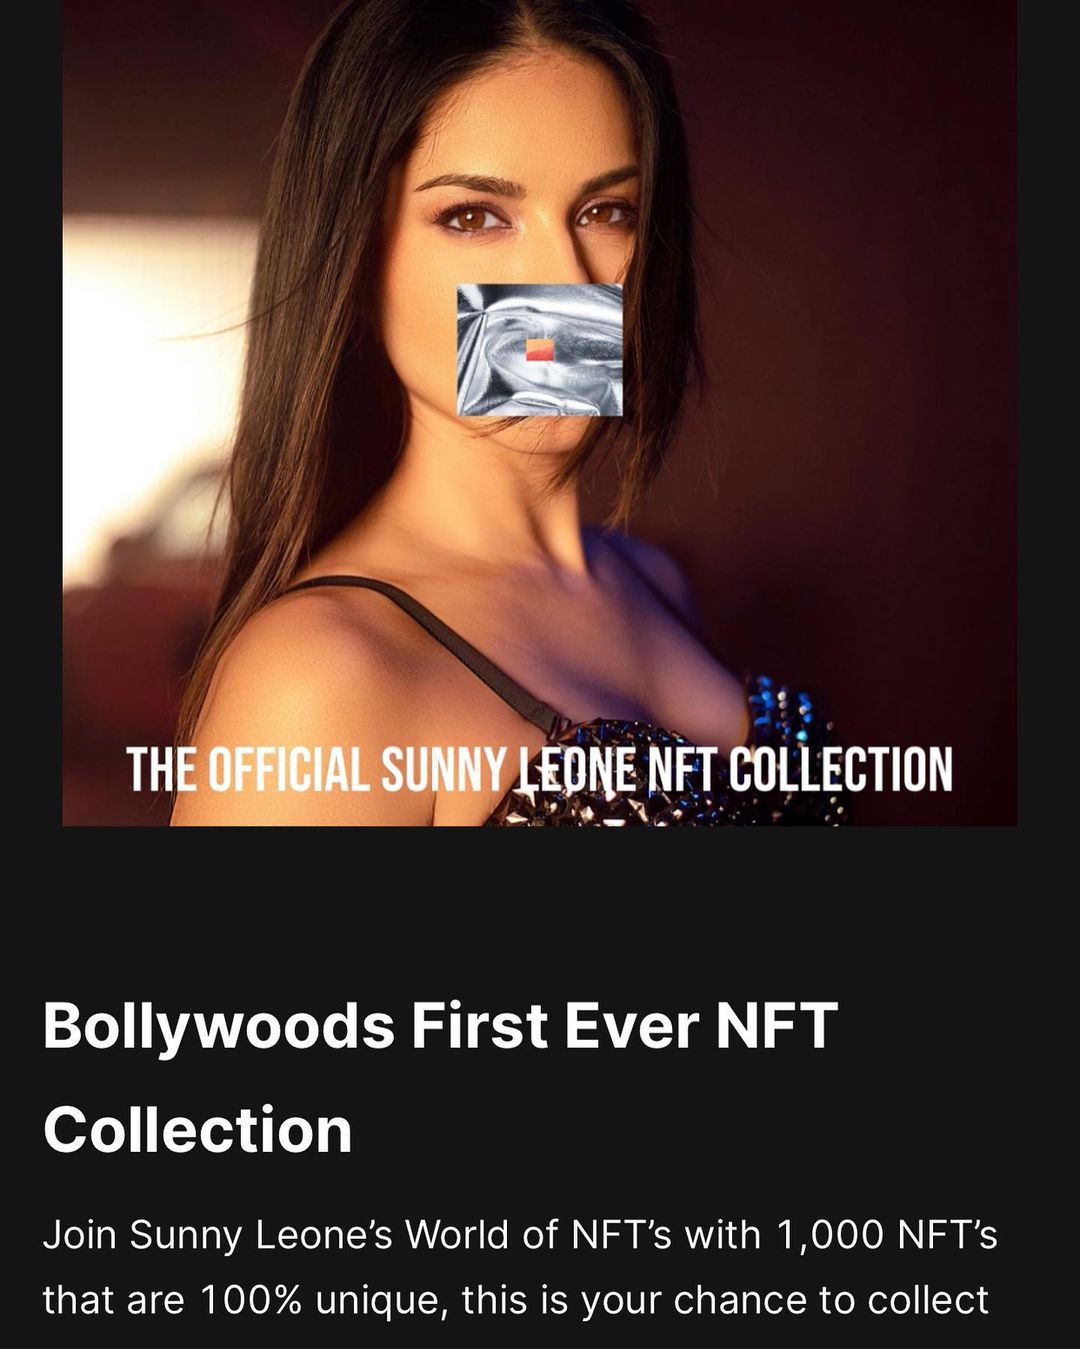 THE OFFICIAL SUNNY LEONE NFT COLLECTION
Bollywoods First Ever NFT
Collection
Join Sunny Leone’s World of NFT’s with 1,000 NFT’s
that are 100% unique, this is your chance to collect